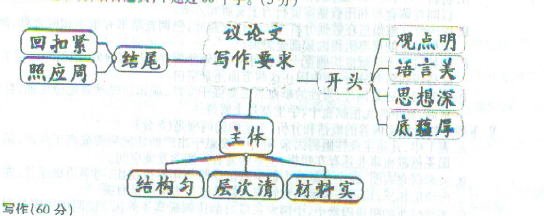 议论文
写作要求
回扣紧
照应周
结尾
开头
观点明
语言美
思想深
底蕴厚
主体
结构匀
层次清
材料实
写作(60分)